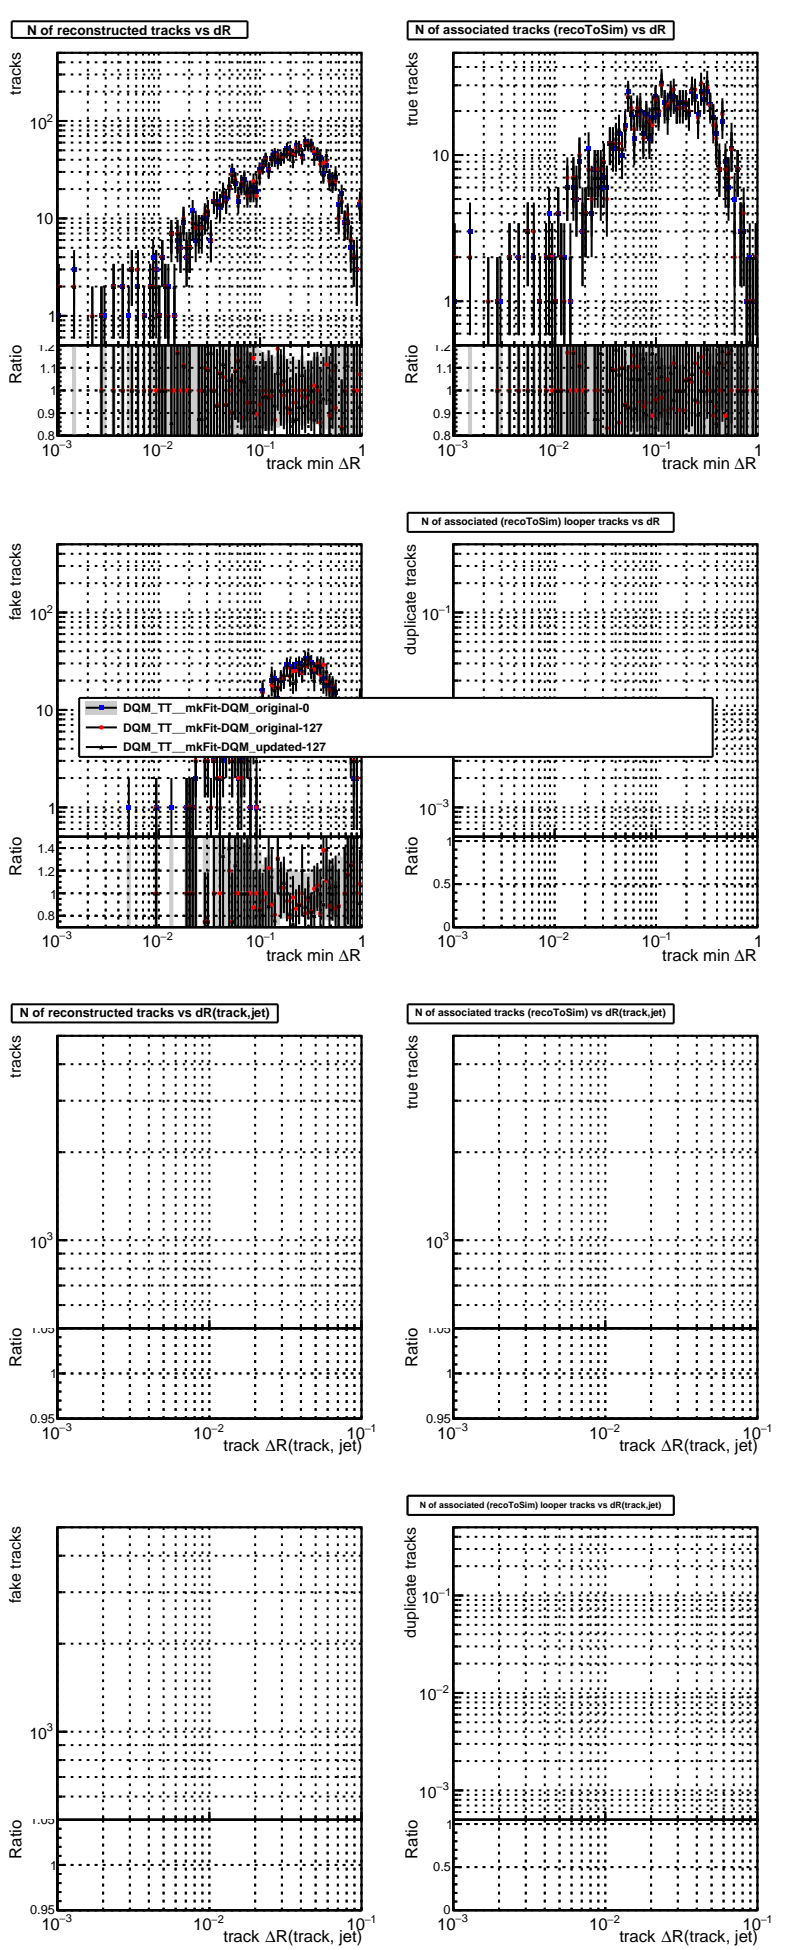 N of reconstructed tracks vs dR
tracks
10²
10
1
Ratio
1.2
1.1
1
0.9
0.8
10⁻³
10⁻²
10⁻¹
1
track min ΔR
N of associated tracks (recoToSim) vs dR
true tracks
10
1
Ratio
1.2
1.1
1
0.9
0.8
10⁻³
10⁻²
10⁻¹
1
track min ΔR
fake tracks
10²
10
1
Ratio
1.4
1.2
1
0.8
10⁻³
10⁻²
10⁻¹
1
track min ΔR
N of associated (recoToSim) looper tracks vs dR
duplicate tracks
10⁻¹
10⁻³
Ratio
1
0.5
0
10⁻³
10⁻²
10⁻¹
1
track min ΔR
DQM_TT__mkFit-DQM_original-0
DQM_TT__mkFit-DQM_original-127
DQM_TT__mkFit-DQM_updated-127
N of reconstructed tracks vs dR(track,jet)
tracks
10³
Ratio
1.05
1
0.95
10⁻³
10⁻²
10⁻¹
track ΔR(track, jet)
N of associated tracks (recoToSim) vs dR(track,jet)
true tracks
10³
Ratio
1.05
1
0.95
10⁻³
10⁻²
10⁻¹
track ΔR(track, jet)
fake tracks
10³
Ratio
1.05
1
0.95
10⁻³
10⁻²
10⁻¹
track ΔR(track, jet)
N of associated (recoToSim) looper tracks vs dR(track,jet)
duplicate tracks
10⁻¹
10⁻²
10⁻³
Ratio
1
0.5
0
10⁻³
10⁻²
10⁻¹
track ΔR(track, jet)